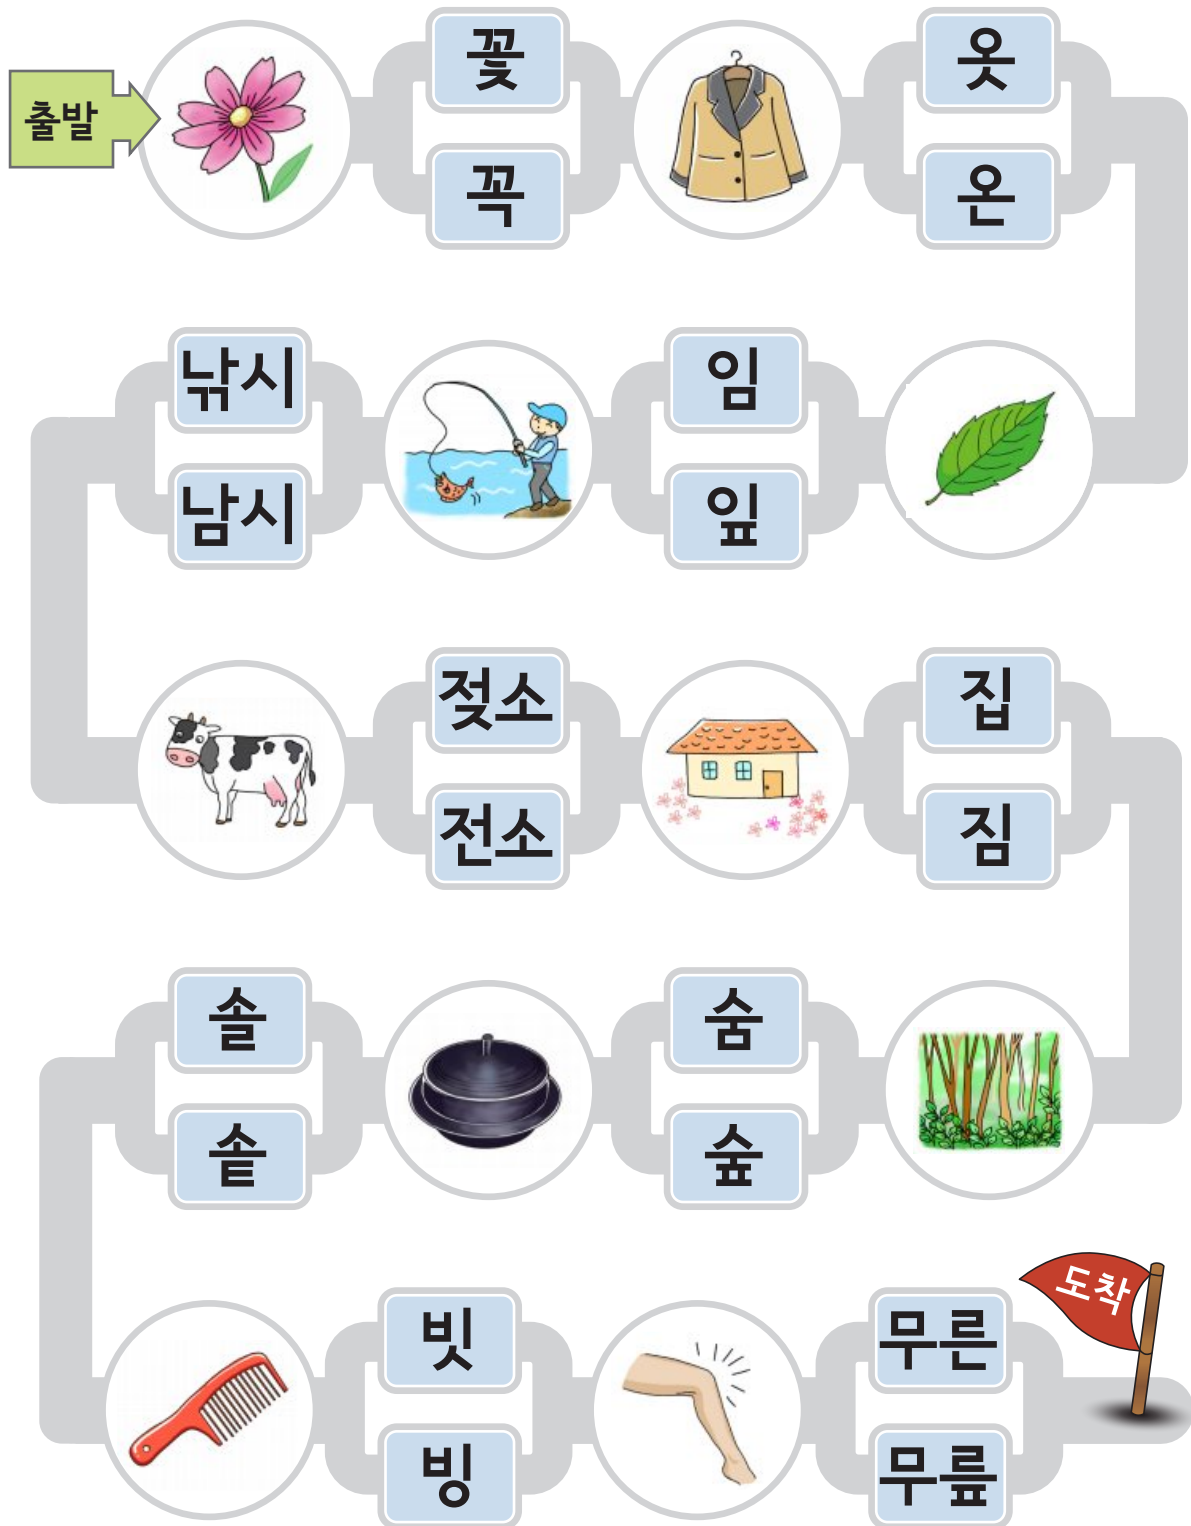 출발
꽃
꼭
옷
온
임
잎
낚시
남시
젖소
전소
집
짐
숨
숲
솔
솥
빗
빙
무른
무릎
도착